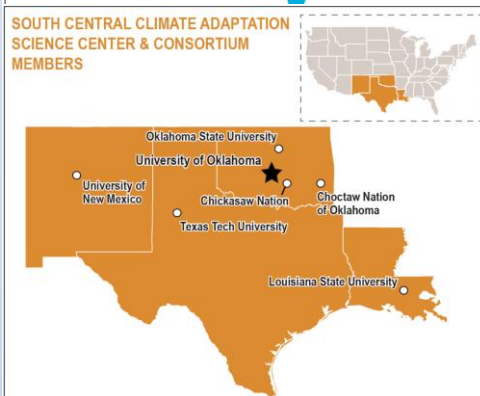 SOUTH CENTRAL CLIMATE ADAPTATION
SCIENCE CENTER & CONSORTIUM
MEMBERS
Oklahoma State University
University of Oklahoma
University of
New Mexico
Chickasaw Nation
Choctaw Nation
of Oklahoma
Texas Tech University
Louisiana State University